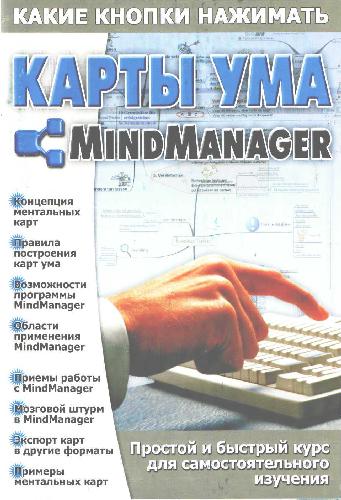 КАКИЕ КНОПКИ НАЖИМАТЬ
КАРТЫ УМА
MINDMANAGER
Концепция
ментальных
карт
Правила
построения
карт ума
Возможности
программы
MindManager
Области
применения
MindManager
Приемы работы
с MindManager
Мозговой штурм
в MindManager
Экспорт карт
в другие форматы
Примеры
ментальных карт
Простой и быстрый курс
для самостоятельного
изучения